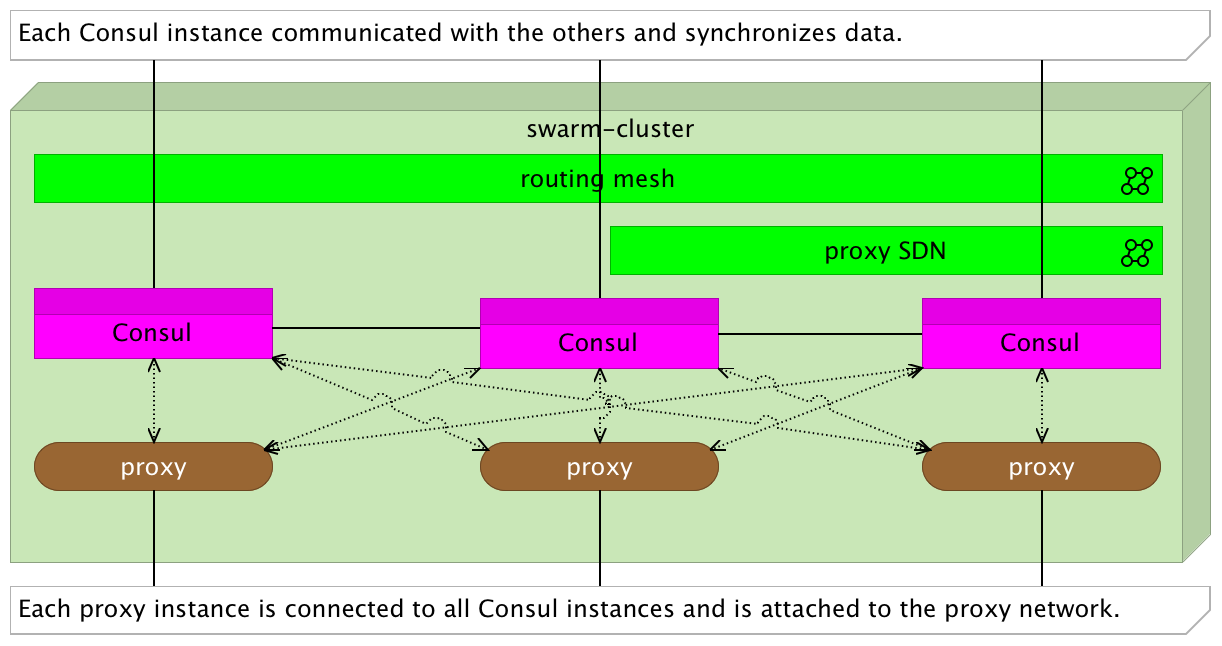 Each Consul instance communicated with the others and synchronizes data.
swarm-cluster
routing mesh
proxy SDN
Consul
Consul
Consul
proxy
proxy
proxy
Each proxy instance is connected to all Consul instances and is attached to the proxy network.